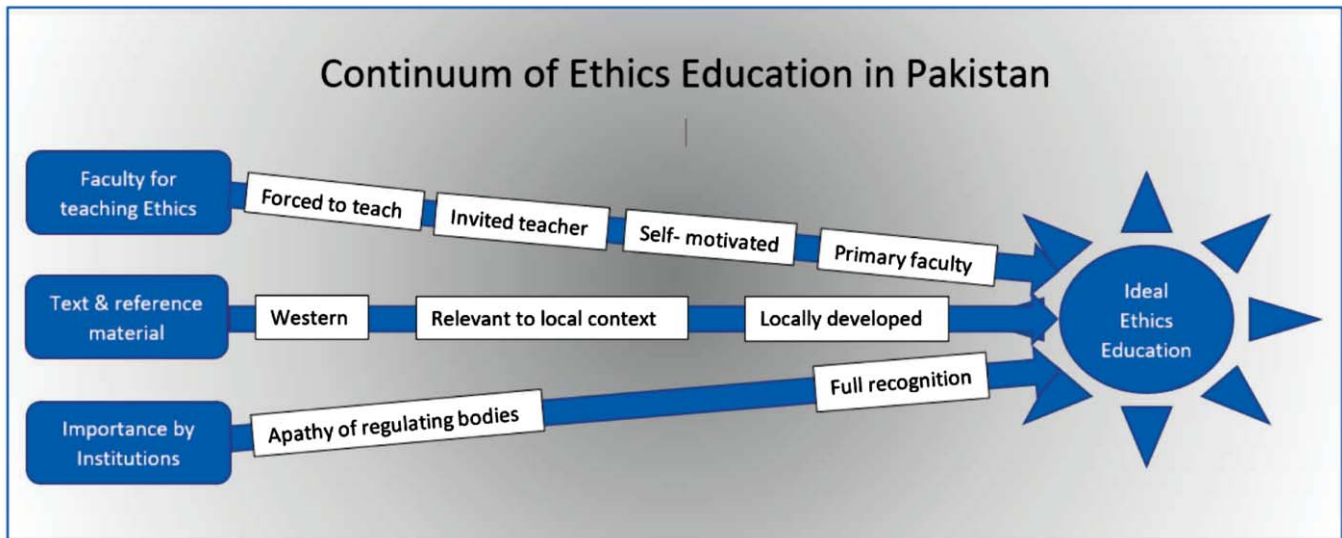 Continuum of Ethics Education in Pakistan
Faculty for
teaching Ethics
Forced to teach
Invited teacher
Self- motivated
Primary faculty
Text & reference
material
Western
Relevant to local context
Locally developed
Importance by
Institutions
Apathy of regulating bodies
Full recognition
Ideal
Ethics
Education